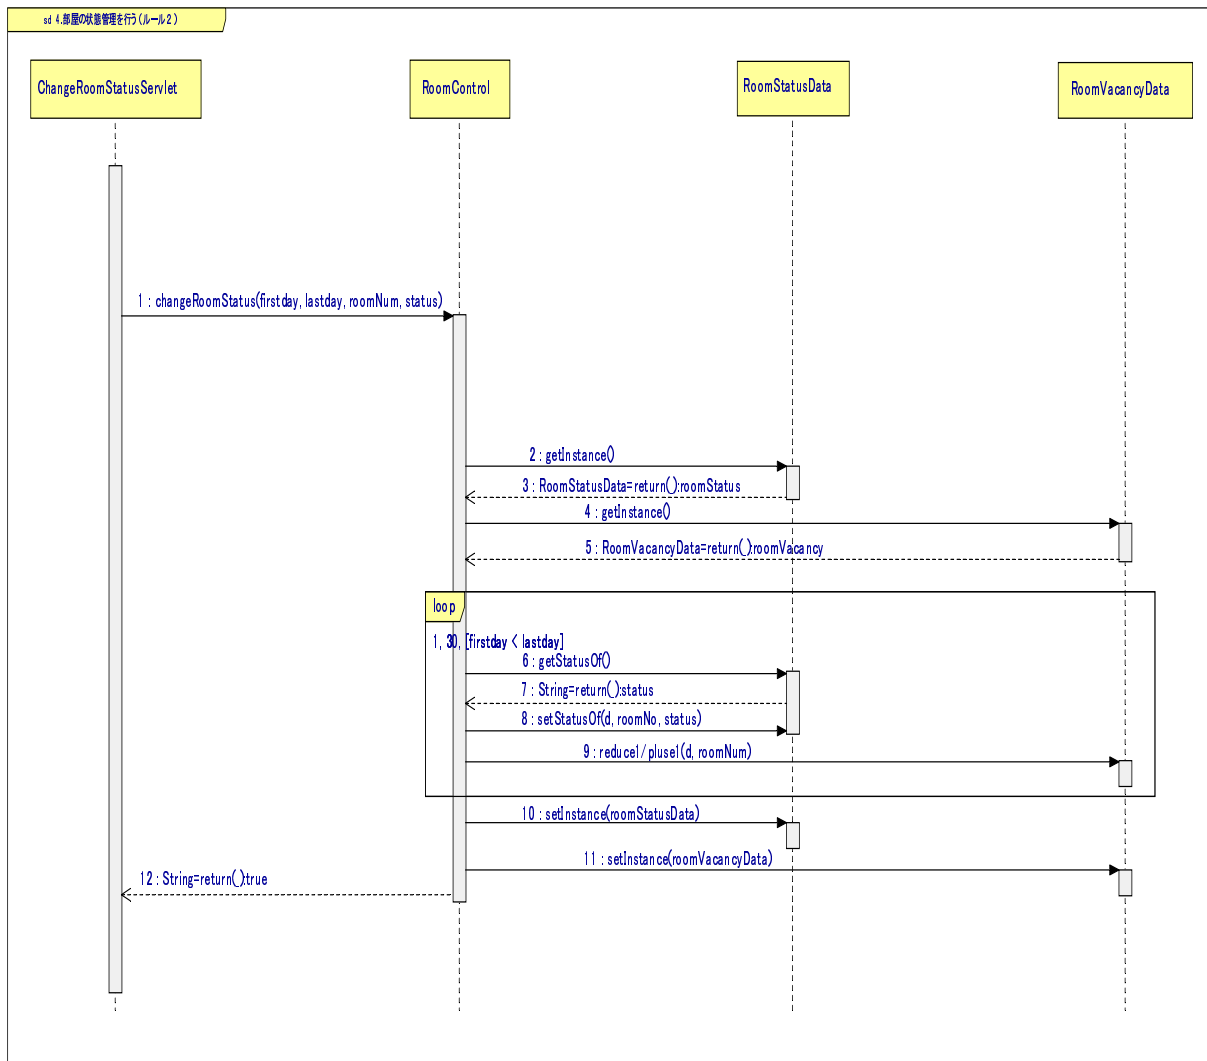 sd 4.部屋の状態管理を行う(ルール2)
ChangeRoomStatusServlet
RoomControl
RoomStatusData
RoomVacancyData
1 : changeRoomStatus(firstday, lastday, roomNum, status)
2 : getInstance()
3 : RoomStatusData=return():roomStatus
4 : getInstance()
5 : RoomVacancyData=return():roomVacancy
loop
1, 30, [firstday < lastday]
6 : getStatusOf()
7 : String=return():status
8 : setStatusOf(d, roomNo, status)
9 : reduce1/pluse1(d, roomNum)
10 : setInstance(roomStatusData)
11 : setInstance(roomVacancyData)
12 : String=return():true